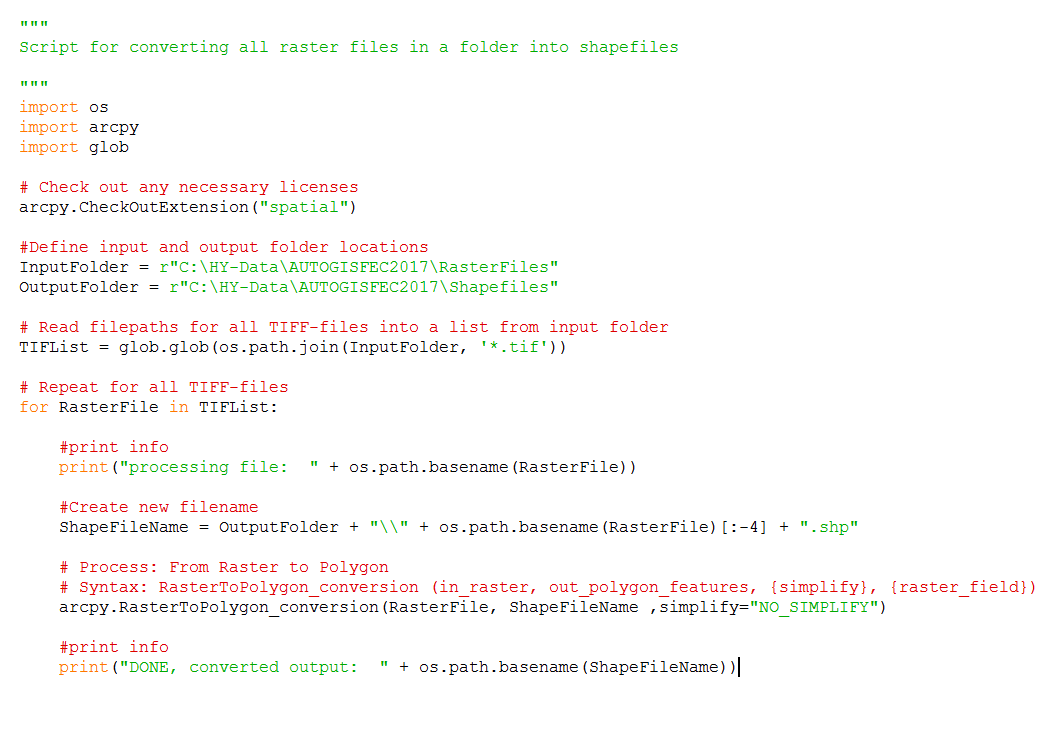 """
Script for converting all raster files in a folder into shapefiles
"""
import os
import arcpy
import glob
# Check out any necessary licenses
arcpy.CheckOutExtension("spatial")
#Define input and output folder locations
InputFolder = r"C:\HY-Data\AUTOGISFEC2017\RasterFiles"
OutputFolder = r"C:\HY-Data\AUTOGISFEC2017\Shapefiles"
# Read filepaths for all TIFF-files into a list from input folder
TIFList = glob.glob(os.path.join(InputFolder, '*.tif'))
# Repeat for all TIFF-files
for RasterFile in TIFList:
    #print info
    print("processing file:  " + os.path.basename(RasterFile))
    #Create new filename
    ShapeFileName = OutputFolder + "\\" + os.path.basename(RasterFile)[:-4] + ".shp"
    # Process: From Raster to Polygon
    # Syntax: RasterToPolygon_conversion (in_raster, out_polygon_features, {simplify}, {raster_field})
    arcpy.RasterToPolygon_conversion(RasterFile, ShapeFileName ,simplify="NO_SIMPLIFY")
    #print info
    print("DONE, converted output:  " + os.path.basename(ShapeFileName))